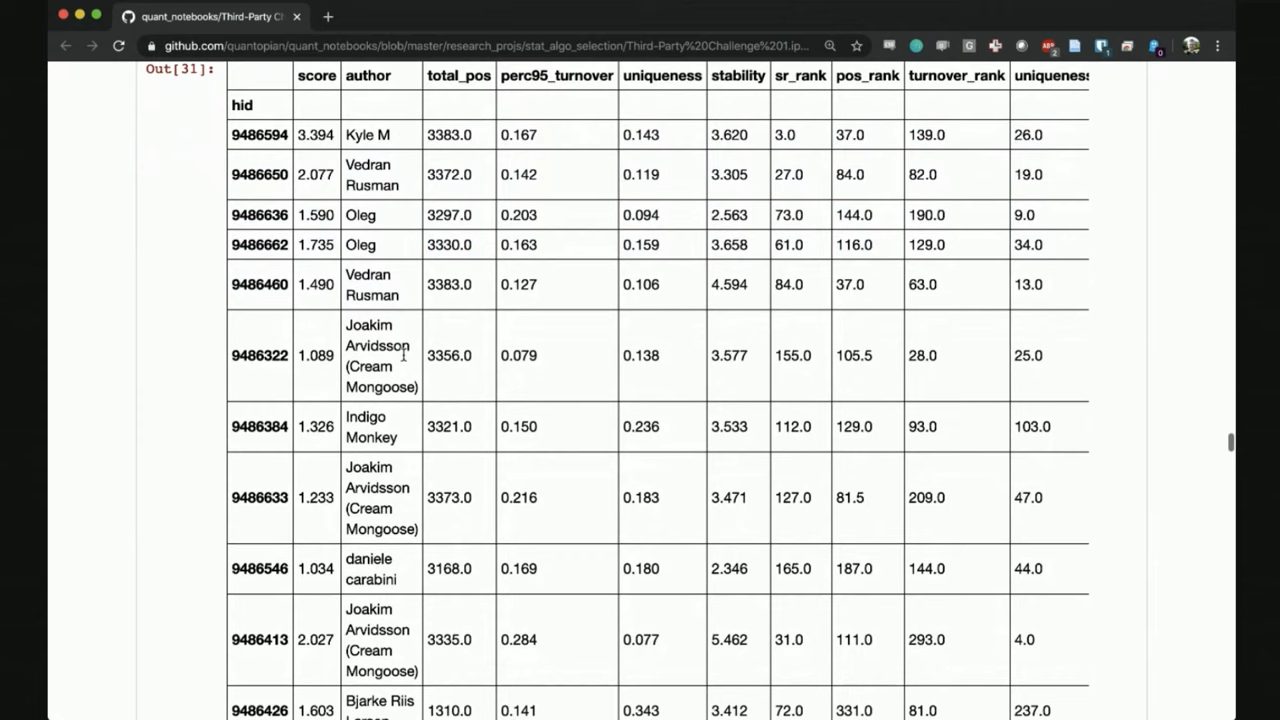 quant_notebooks/Third-Party Cl
github.com/quantopian/quant_notebooks/blob/master/research_projs/stat_algo_selection/Third-Party%20Challenge%201.ip...
Out[31]:
score author total_pos perc95_turnover uniqueness stability sr_rank pos_rank turnover_rank uniqueness
hid
9486594 3.394 Kyle M 3383.0 0.167 0.143 3.620 3.0 37.0 139.0 26.0
9486650 2.077 Vedran Rusman 3372.0 0.142 0.119 3.305 27.0 84.0 82.0 19.0
9486636 1.590 Oleg 3297.0 0.203 0.094 2.563 73.0 144.0 190.0 9.0
9486662 1.735 Oleg 3330.0 0.163 0.159 3.658 61.0 116.0 129.0 34.0
9486460 1.490 Vedran Rusman 3383.0 0.127 0.106 4.594 84.0 37.0 63.0 13.0
9486322 1.089 Joakim Arvidsson (Cream Mongoose) 3356.0 0.079 0.138 3.577 155.0 105.5 28.0 25.0
9486384 1.326 Indigo Monkey 3321.0 0.150 0.236 3.533 112.0 129.0 93.0 103.0
9486633 1.233 Joakim Arvidsson (Cream Mongoose) 3373.0 0.216 0.183 3.471 127.0 81.5 209.0 47.0
9486546 1.034 daniele carabini 3168.0 0.169 0.180 2.346 165.0 187.0 144.0 44.0
9486413 2.027 Joakim Arvidsson (Cream Mongoose) 3335.0 0.284 0.077 5.462 31.0 111.0 293.0 4.0
9486426 1.603 Bjarke Riis 1310.0 0.141 0.343 3.412 72.0 331.0 81.0 237.0